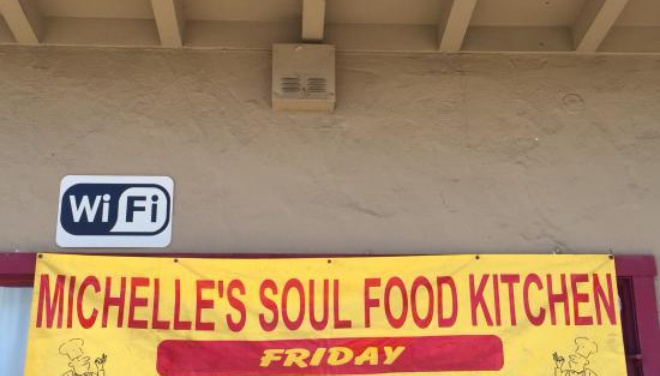 WiFi
MICHELLE'S SOUL FOOD KITCHEN
FRIDAY